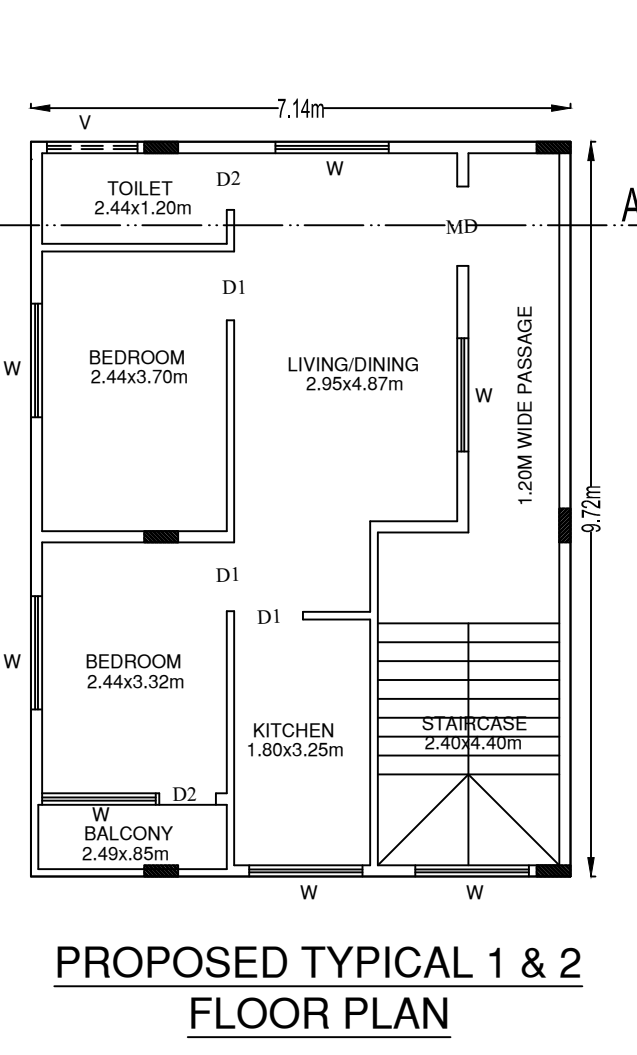 7.14m
V
W
D2
TOILET
2.44x1.20m
A
MD
D1
1.20M WIDE PASSAGE
BEDROOM
2.44x3.70m
W
LIVING/DINING
2.95x4.87m
W
9.72m
D1
D1
W
BEDROOM
2.44x3.32m
KITCHEN
1.80x3.25m
STAIRCASE
2.40x4.40m
D2
W
BALCONY
2.49x.85m
W
W
PROPOSED TYPICAL 1 & 2
FLOOR PLAN